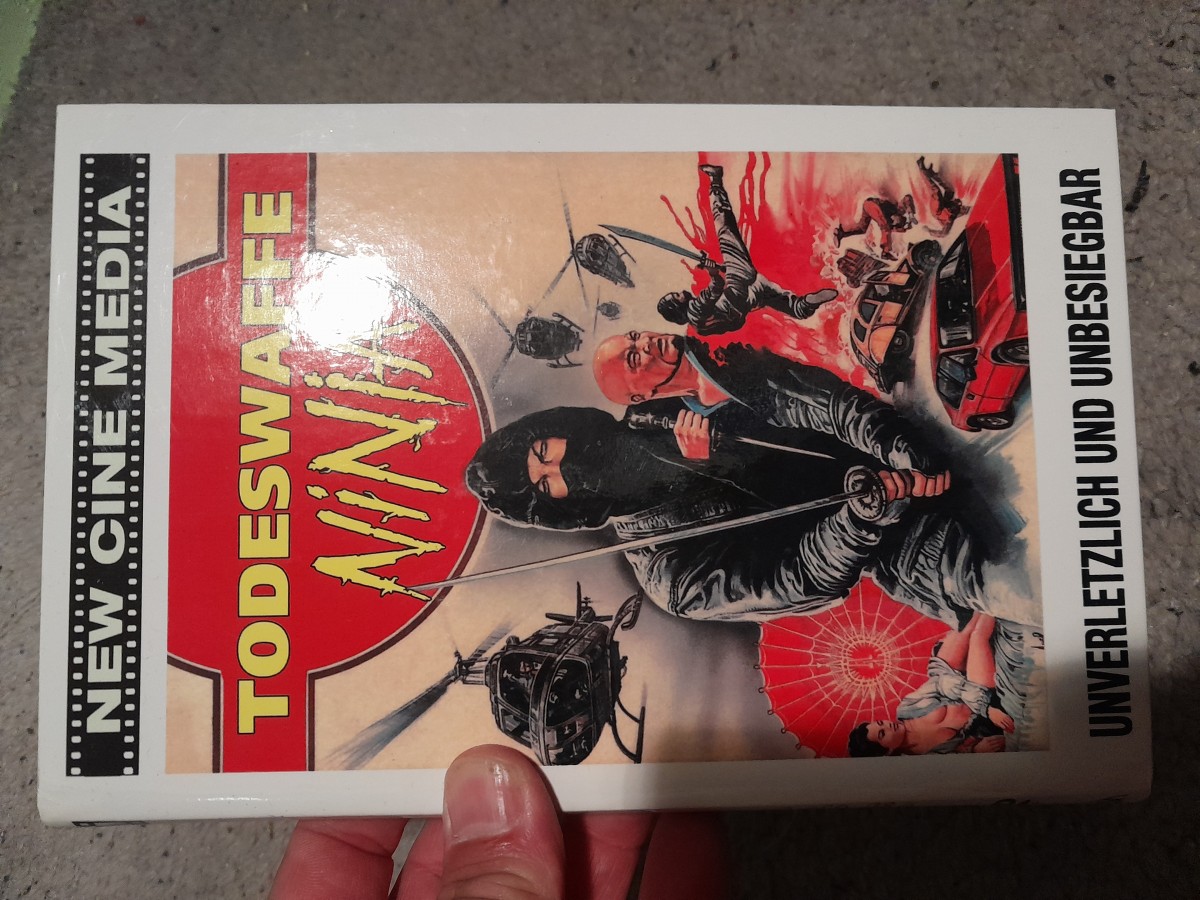 NEW CINE MEDIA
TODESWAFFE
NINJA
UNVERLETZLICH UND UNBESIEGBAR